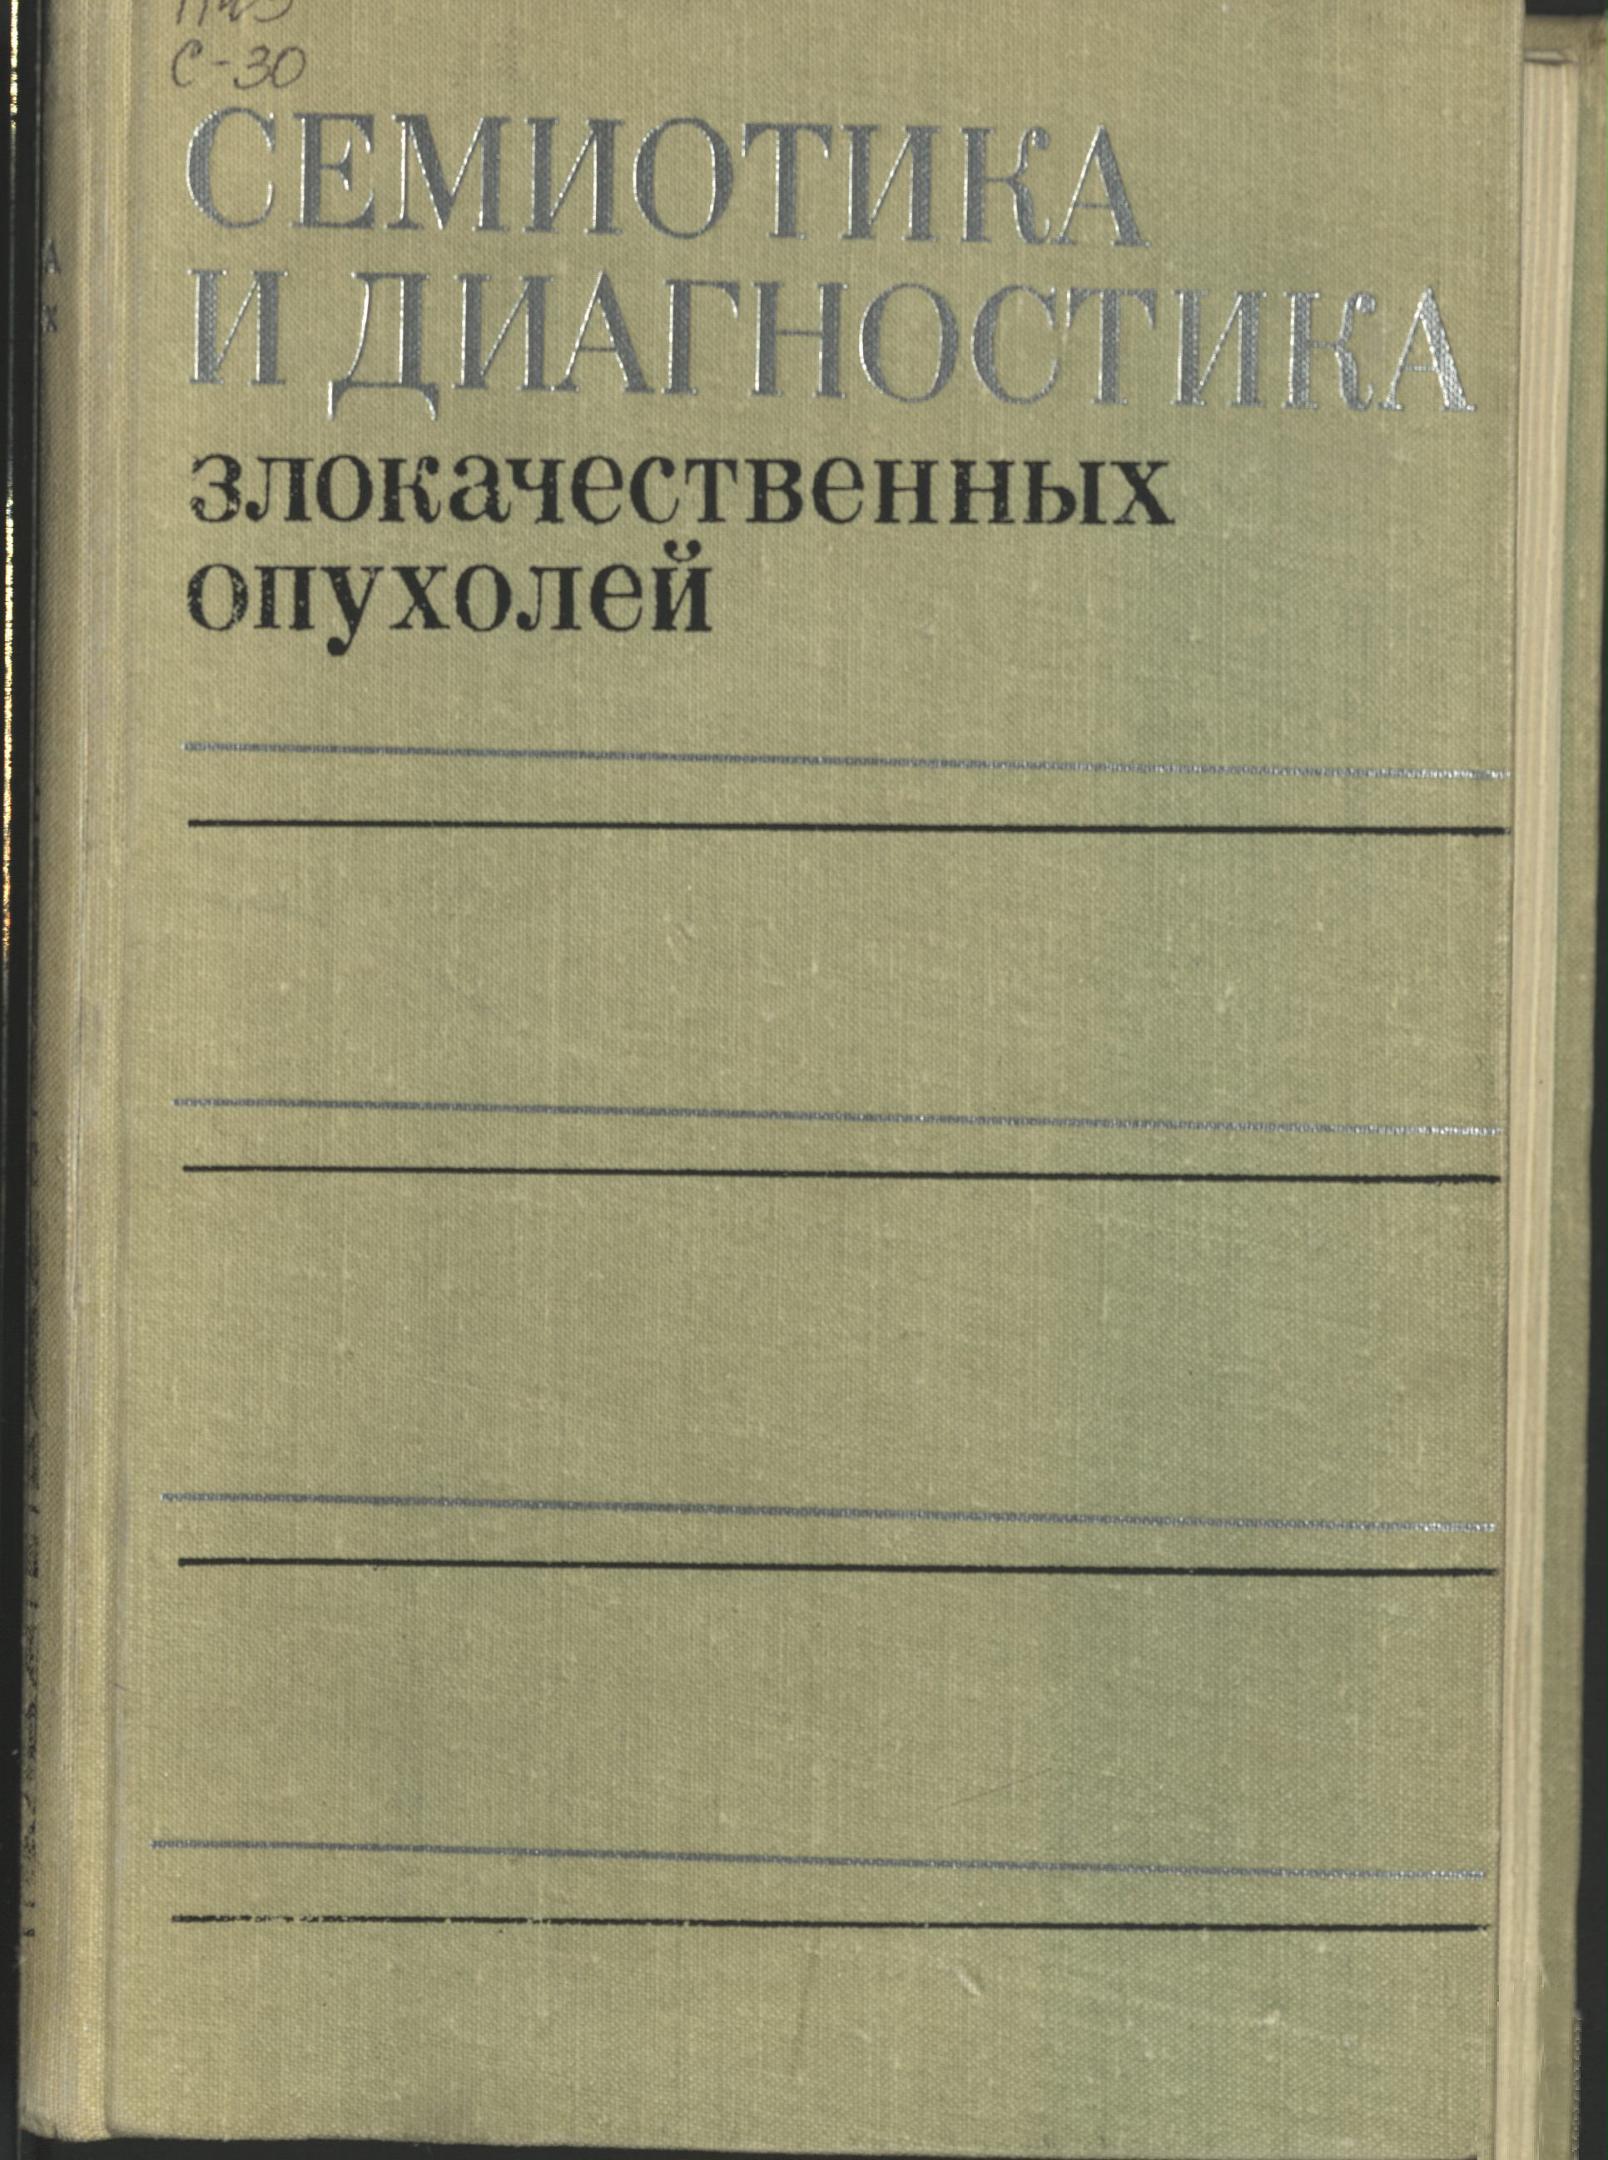 С-30
СЕМИОТИКА
И ДИАГНОСТИКА
злокачественных
опухолей